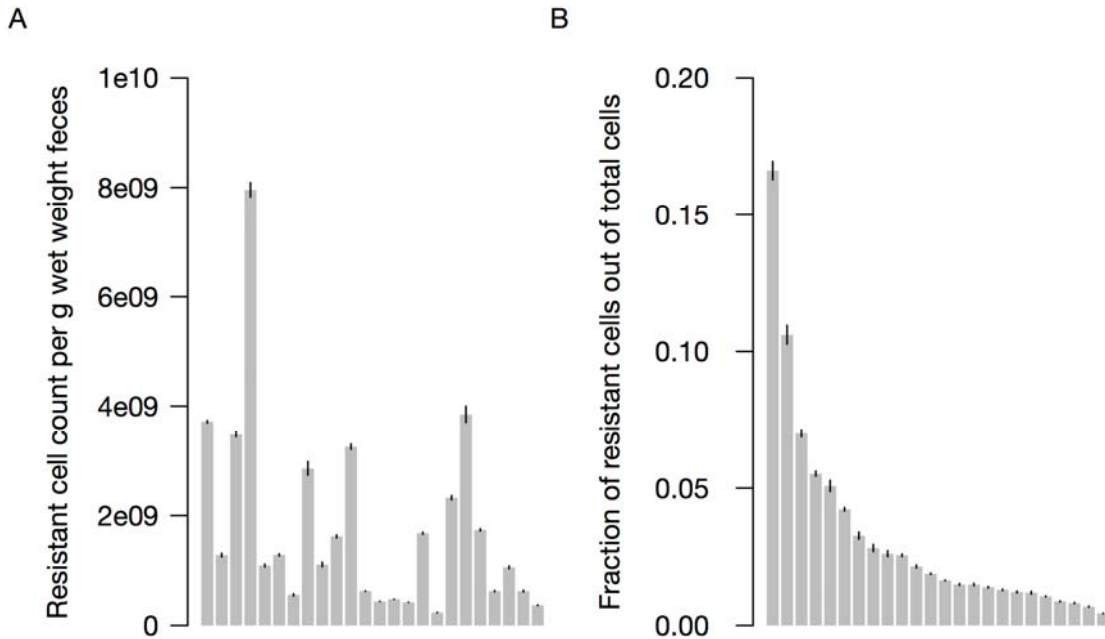 A
Resistant cell count per g wet weight feces
1e10
8e09
6e09
4e09
2e09
0
B
Fraction of resistant cells out of total cells
0.20
0.15
0.10
0.05
0.00